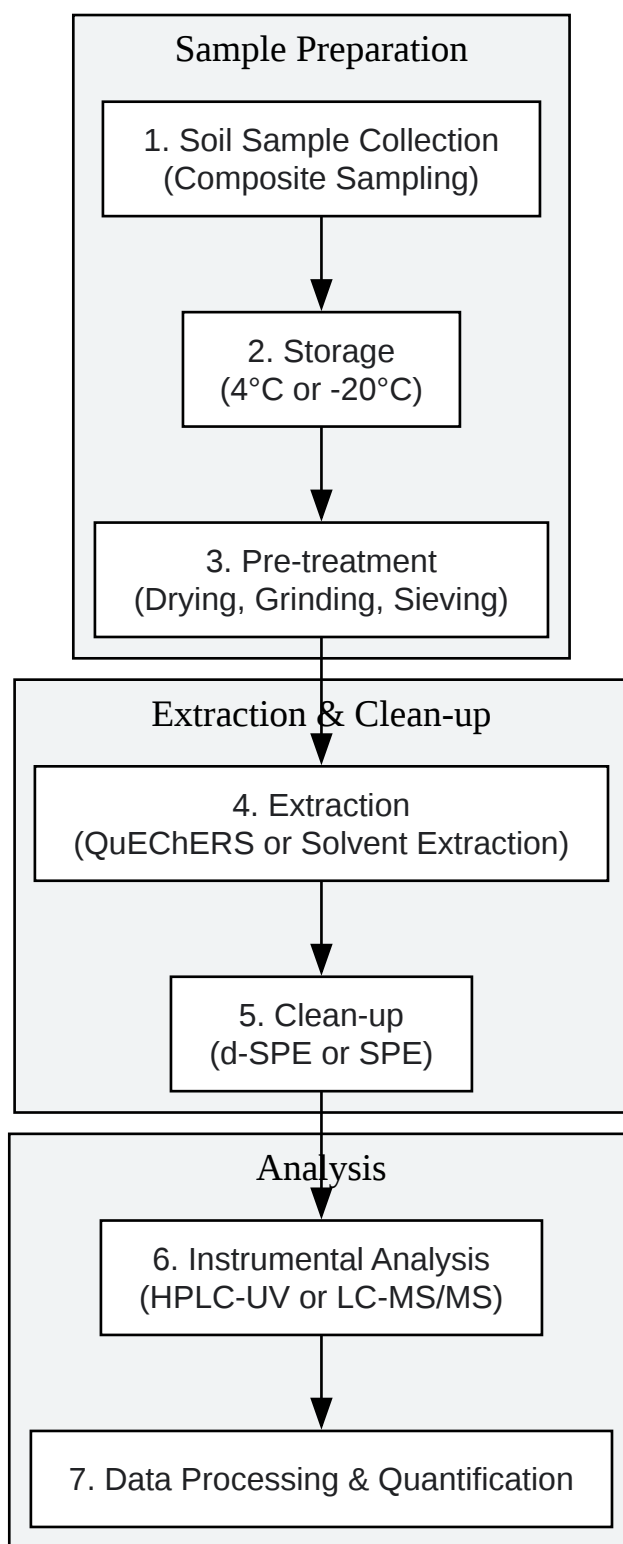 Sample Preparation
1. Soil Sample Collection
(Composite Sampling)
2. Storage
(4°C or -20°C)
3. Pre-treatment
(Drying, Grinding, Sieving)
Extraction & Clean-up
4. Extraction
(QuEChERS or Solvent Extraction)
5. Clean-up
(d-SPE or SPE)
Analysis
6. Instrumental Analysis
(HPLC-UV or LC-MS/MS)
7. Data Processing & Quantification